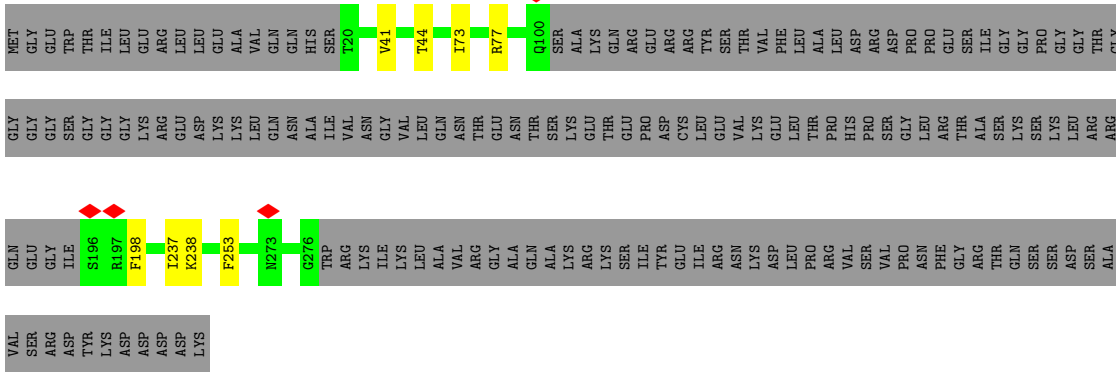 MET GLY GLU TRP THR ILE LEU GLU ARG LEU LEU GLU ALA VAL GLN GLN HIS SER T20 V41 T44 I73 R77 Q100 SER ALA LYS GLN ARG GLU ARG ARG TYR SER THR VAL PHE LEU ALA LEU ASP ARG ASP PRO PRO GLU SER ILE GLY GLY PRO GLY GLY THR GLY
GLY GLY GLY SER GLY GLY GLY LYS ARG GLU ASP LYS LYS LEU GLN ASN ALA ILE VAL ASN GLY VAL LEU GLN ASN THR GLU ASN THR SER LYS GLU THR GLU PRO ASP CYS LEU GLU VAL LYS GLU LEU THR PRO HIS PRO SER GLY LEU ARG THR ALA SER LYS SER LYS LEU ARG ARG
GLN GLU GLY ILE S196 R197 F198 I237 K238 F253 N273 G276 TRP ARG LYS ILE ILE LYS LEU ALA VAL ARG GLY ALA GLN ALA LYS ARG LYS SER ILE TYR GLU ILE ARG ASN LYS ASP LEU PRO ARG VAL SER VAL PRO ASN PHE GLY ARG THR GLN SER SER ASP SER ALA
VAL SER ARG ASP TYR LYS ASP ASP ASP ASP LYS